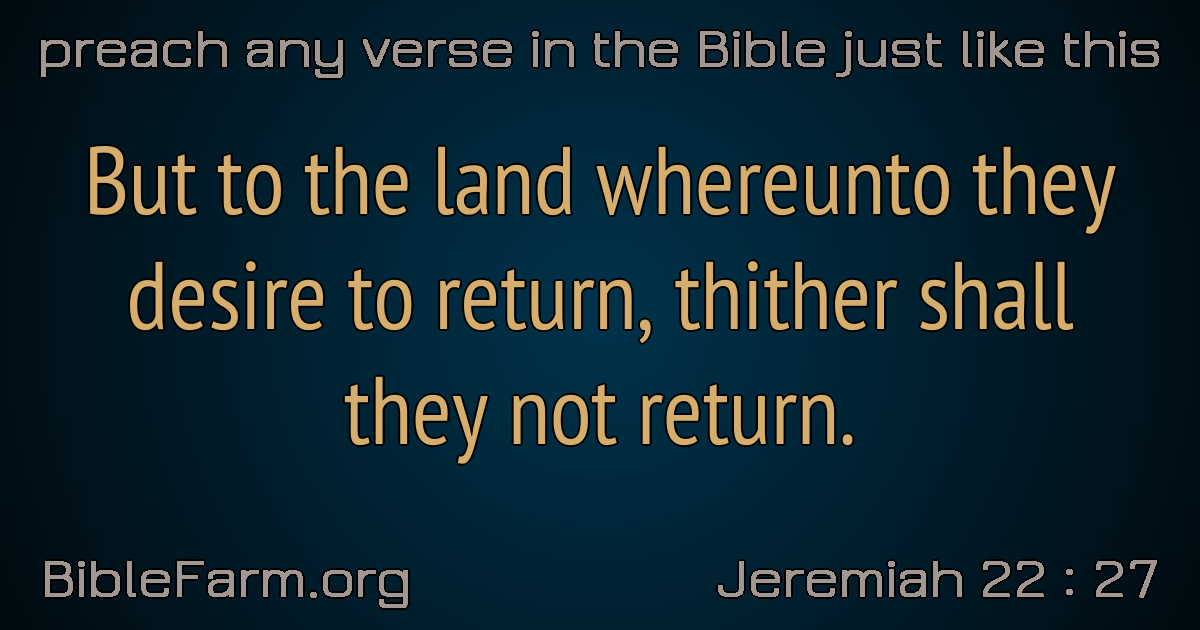 preach any verse in the Bible just like this
But to the land whereunto they
desire to return, thither shall
they not return.
BibleFarm.org
Jeremiah 22 : 27